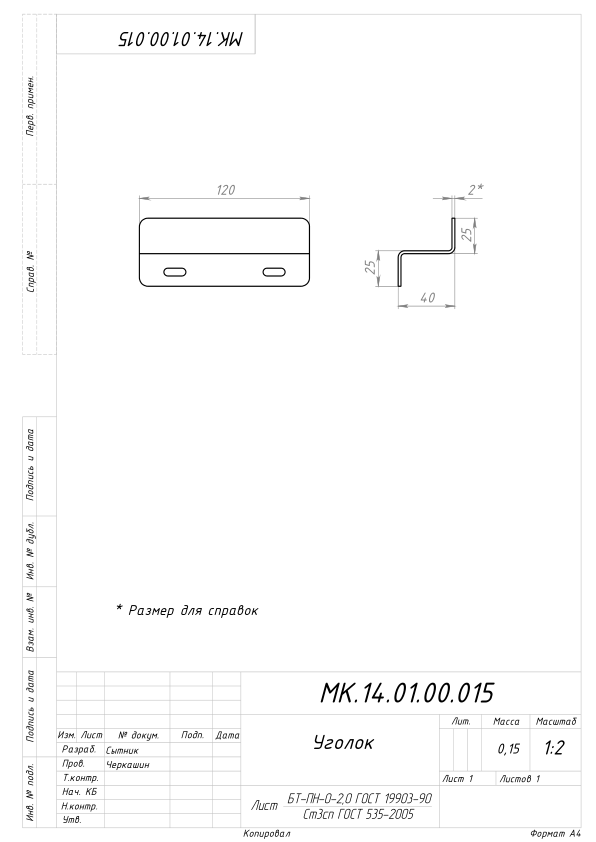 МК.14.01.00.015
Перв. примен.
Справ. №
Подпись и дата
Инв. № дубл.
Взам. инв. №
Подпись и дата
Инв. № подл.
120
2*
25
25
40
* Размер для справок
МК.14.01.00.015
Изм. Лист № докум. Подп. Дата
Разраб. Сытник
Пров. Черкашин
Т.контр.
Нач. КБ
Н.контр.
Утв.
Уголок
Лит. Масса Масштаб
0,15 1:2
Лист 1 Листов 1
Лист БТ-ПН-О-2,0 ГОСТ 19903-90
Ст3сп ГОСТ 535-2005
Копировал Формат А4